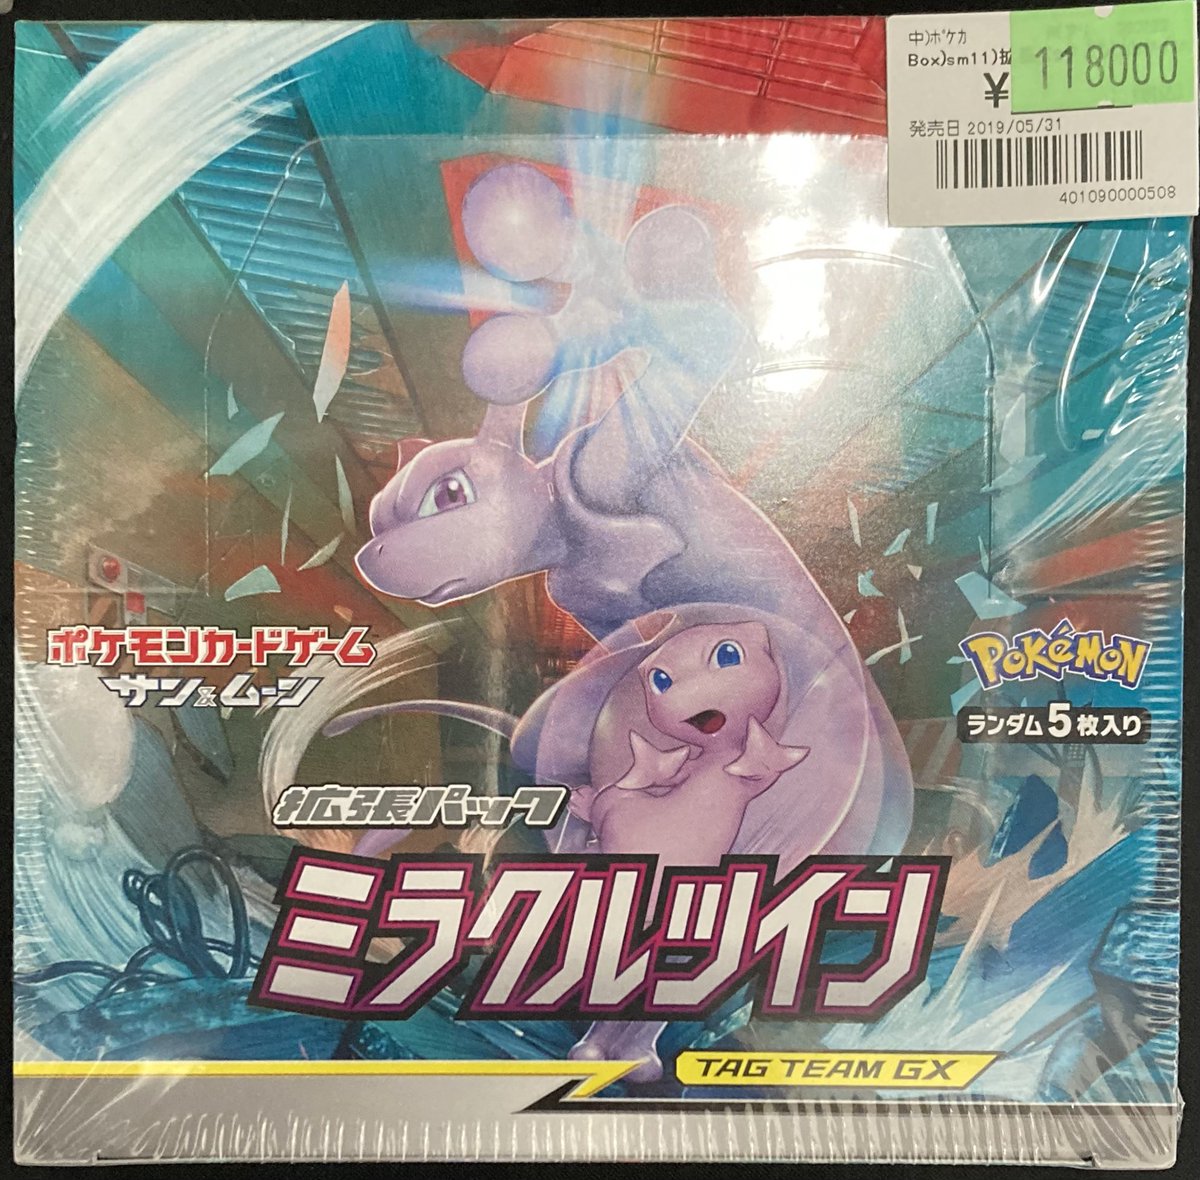 中)ポケカ
Box)sm11)拡
¥
118000
発売日 2019/05/31
401090000508
ポケモンカードゲーム
サン&ムーン
POKéMON
ランダム5枚入り
拡張パック
ミラクルツイン
TAG TEAM GX